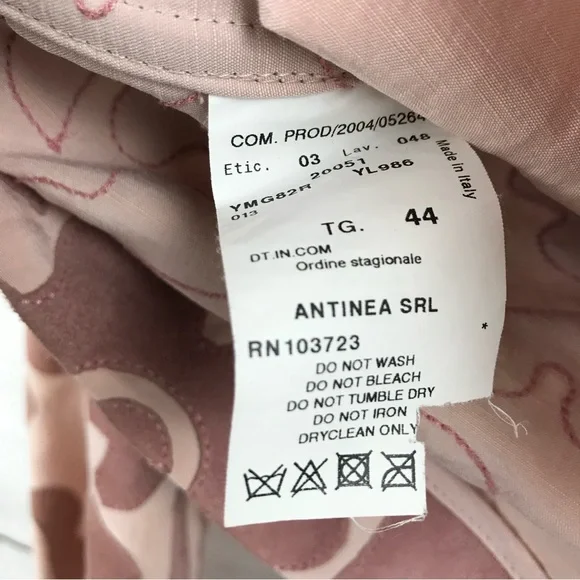 COM. PROD/2004/05264
Etic. 03 Lav. 048
20051
YMG82R YL986
013
Made in Italy
TG. 44
DT.IN.COM
Ordine stagionale
ANTINEA SRL
*
RN103723
DO NOT WASH
DO NOT BLEACH
DO NOT TUMBLE DRY
DO NOT IRON
DRYCLEAN ONLY